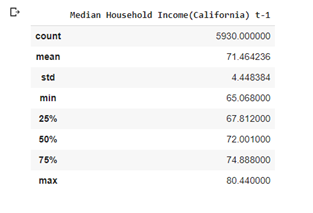 Median Household Income(California) t-1
count 5930.000000
mean 71.464236
std 4.448384
min 65.068000
25% 67.812000
50% 72.001000
75% 74.888000
max 80.440000